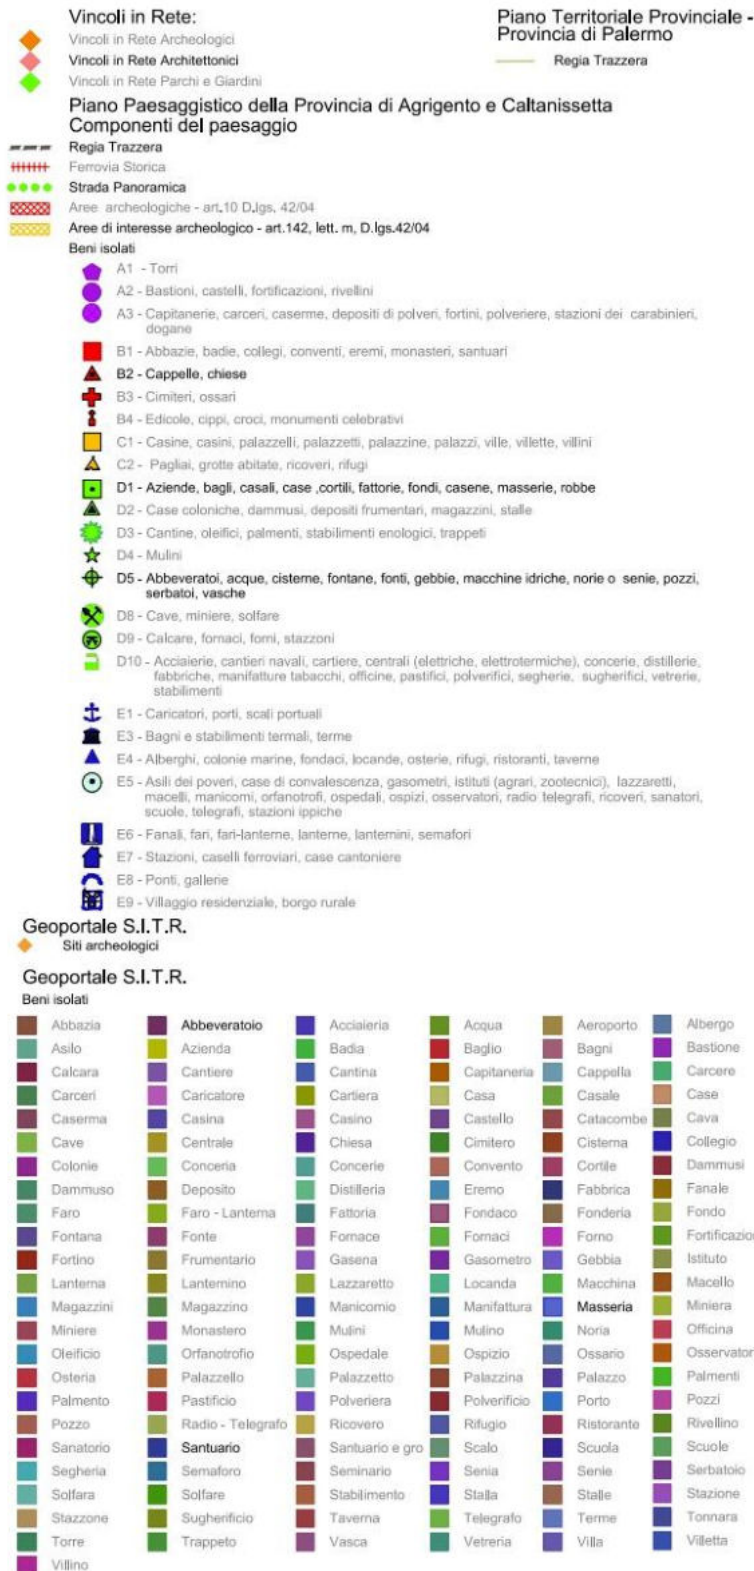 Vincoli in Rete:
Vincoli in Rete Archeologici
Vincoli in Rete Architettonici
Vincoli in Rete Parchi e Giardini
Piano Territoriale Provinciale -
Provincia di Palermo
Regia Trazzera
Piano Paesaggistico della Provincia di Agrigento e Caltanissetta
Componenti del paesaggio
Regia Trazzera
Ferrovia Storica
Strada Panoramica
Aree archeologiche - art.10 D.lgs. 42/04
Aree di interesse archeologico - art.142, lett. m, D.lgs.42/04
Beni isolati
A1 - Torri
A2 - Bastioni, castelli, fortificazioni, rivellini
A3 - Capitanerie, carceri, caserme, depositi di polveri, fortini, polveriere, stazioni dei carabinieri,
dogane
B1 - Abbazie, badie, collegi, conventi, eremi, monasteri, santuari
B2 - Cappelle, chiese
B3 - Cimiteri, ossari
B4 - Edicole, cippi, croci, monumenti celebrativi
C1 - Casine, casini, palazzelli, palazzetti, palazzine, palazzi, ville, villette, villini
C2 - Pagliai, grotte abitate, ricoveri, rifugi
D1 - Aziende, bagli, casali, case ,cortili, fattorie, fondi, casene, masserie, robbe
D2 - Case coloniche, dammusi, depositi frumentari, magazzini, stalle
D3 - Cantine, oleifici, palmenti, stabilimenti enologici, trappeti
D4 - Mulini
D5 - Abbeveratoi, acque, cisterne, fontane, fonti, gebbie, macchine idriche, norie o senie, pozzi,
serbatoi, vasche
D8 - Cave, miniere, solfare
D9 - Calcare, fornaci, forni, stazzoni
D10 - Acciaierie, cantieri navali, cartiere, centrali (elettriche, elettrotermiche), concerie, distillerie,
fabbriche, manifatture tabacchi, officine, pastifici, polverifici, segherie, sugherifici, vetrerie,
stabilimenti
E1 - Caricatori, porti, scali portuali
E3 - Bagni e stabilimenti termali, terme
E4 - Alberghi, colonie marine, fondaci, locande, osterie, rifugi, ristoranti, taverne
E5 - Asili dei poveri, case di convalescenza, gasometri, istituti (agrari, zootecnici), lazzaretti,
macelli, manicomi, orfanotrofi, ospedali, ospizi, osservatori, radio telegrafi, ricoveri, sanatori,
scuole, telegrafi, stazioni ippiche
E6 - Fanali, fari, fari-lanterne, lanterne, lanternini, semafori
E7 - Stazioni, caselli ferroviari, case cantoniere
E8 - Ponti, gallerie
E9 - Villaggio residenziale, borgo rurale
Geoportale S.I.T.R.
Siti archeologici
Geoportale S.I.T.R.
Beni isolati
Abbazia Abbeveratoio Acciaieria Acqua Aeroporto Albergo
Asilo Azienda Badia Baglio Bagni Bastione
Calcara Cantiere Cantina Capitaneria Cappella Carcere
Carceri Caricatore Cartiera Casa Casale Case
Caserma Casina Casino Castello Catacombe Cava
Cave Centrale Chiesa Cimitero Cisterna Collegio
Colonie Conceria Concerie Convento Cortile Dammusi
Dammuso Deposito Distilleria Eremo Fabbrica Fanale
Faro Faro - Lanterna Fattoria Fondaco Fonderia Fondo
Fontana Fonte Fornace Fornaci Forno Fortificazio
Fortino Frumentario Gasena Gasometro Gebbia Istituto
Lanterna Lanternino Lazzaretto Locanda Macchina Macello
Magazzini Magazzino Manicomio Manifattura Masseria Miniera
Miniere Monastero Mulini Mulino Noria Officina
Oleificio Orfanotrofio Ospedale Ospizio Ossario Osservator
Osteria Palazzello Palazzetto Palazzina Palazzo Palmenti
Palmento Pastificio Polveriera Polverificio Porto Pozzi
Pozzo Radio - Telegrafo Ricovero Rifugio Ristorante Rivellino
Sanatorio Santuario Santuario e gro Scalo Scuola Scuole
Segheria Semaforo Seminario Senia Senie Serbatoio
Solfara Solfare Stabilimento Stalla Stalle Stazione
Stazzone Sugherificio Taverna Telegrafo Terme Tonnara
Torre Trappeto Vasca Vetreria Villa Villetta
Villino